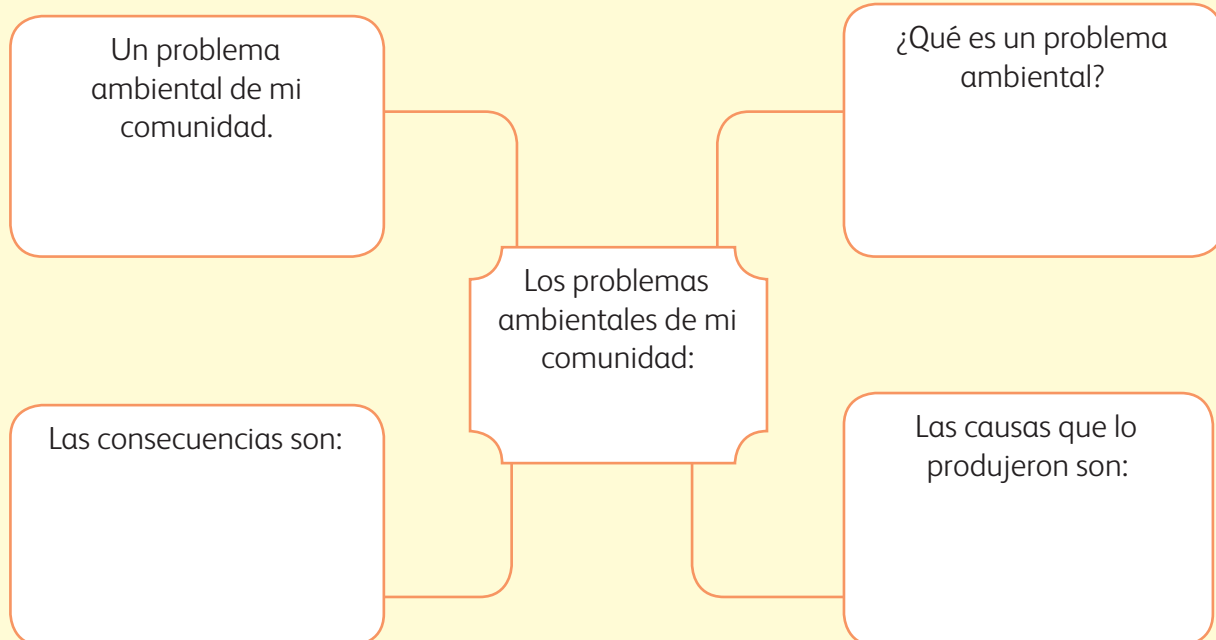 Un problema
ambiental de mi
comunidad.
¿Qué es un problema
ambiental?
Los problemas
ambientales de mi
comunidad:
Las consecuencias son:
Las causas que lo
produjeron son: